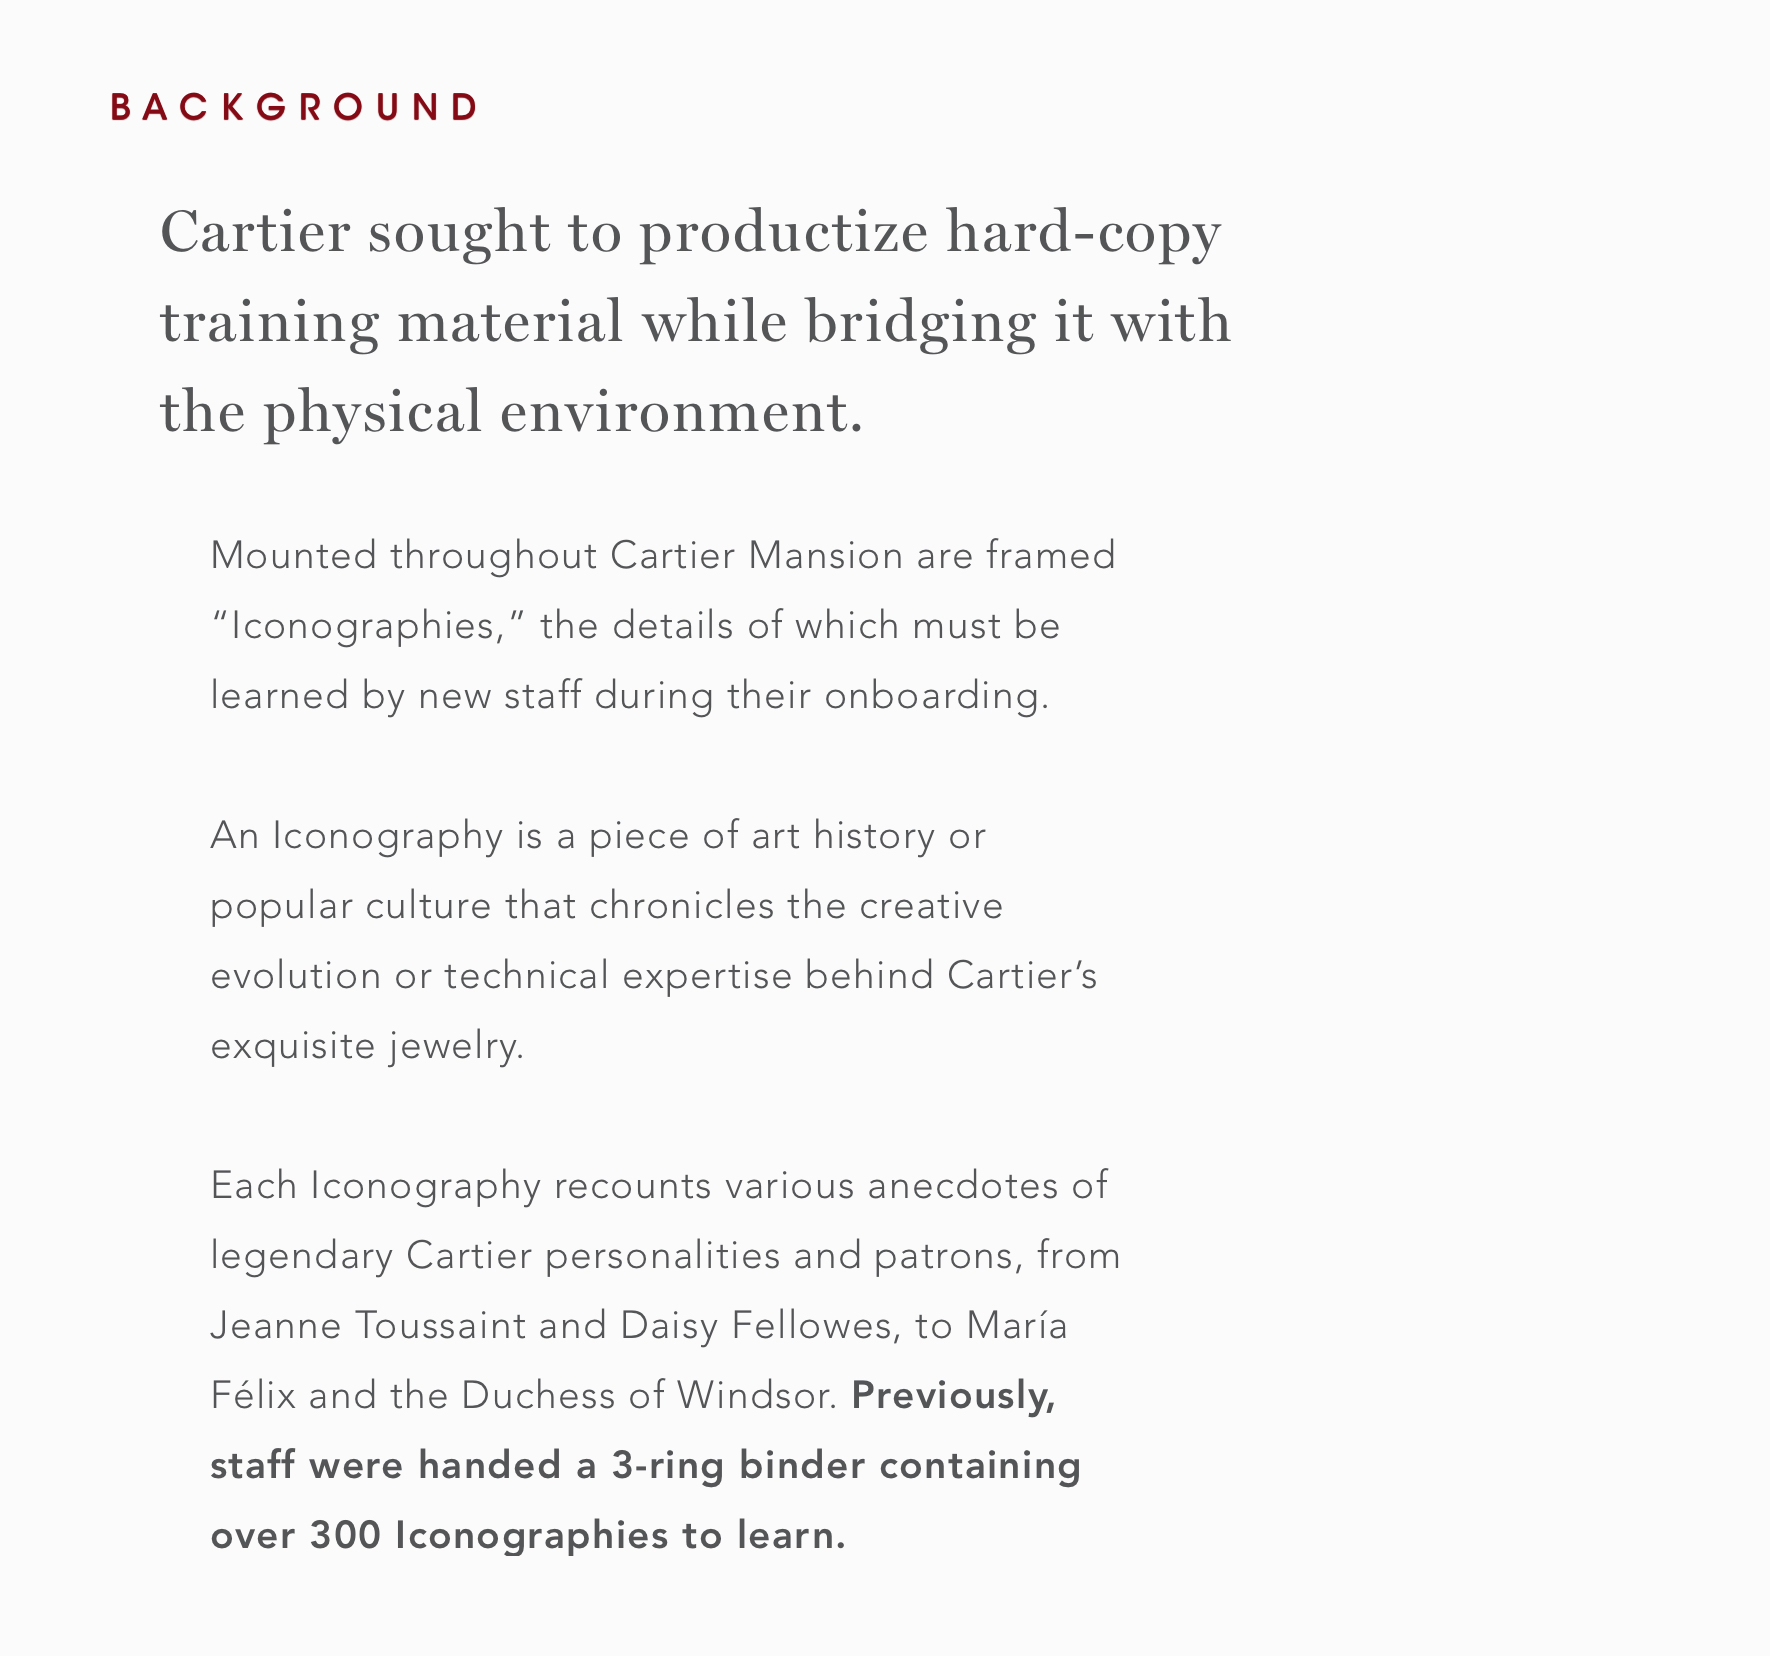 BACKGROUND
Cartier sought to productize hard-copy
training material while bridging it with
the physical environment.
Mounted throughout Cartier Mansion are framed
“Iconographies,” the details of which must be
learned by new staff during their onboarding.
An Iconography is a piece of art history or
popular culture that chronicles the creative
evolution or technical expertise behind Cartier’s
exquisite jewelry.
Each Iconography recounts various anecdotes of
legendary Cartier personalities and patrons, from
Jeanne Toussaint and Daisy Fellowes, to María
Félix and the Duchess of Windsor. Previously,
staff were handed a 3-ring binder containing
over 300 Iconographies to learn.